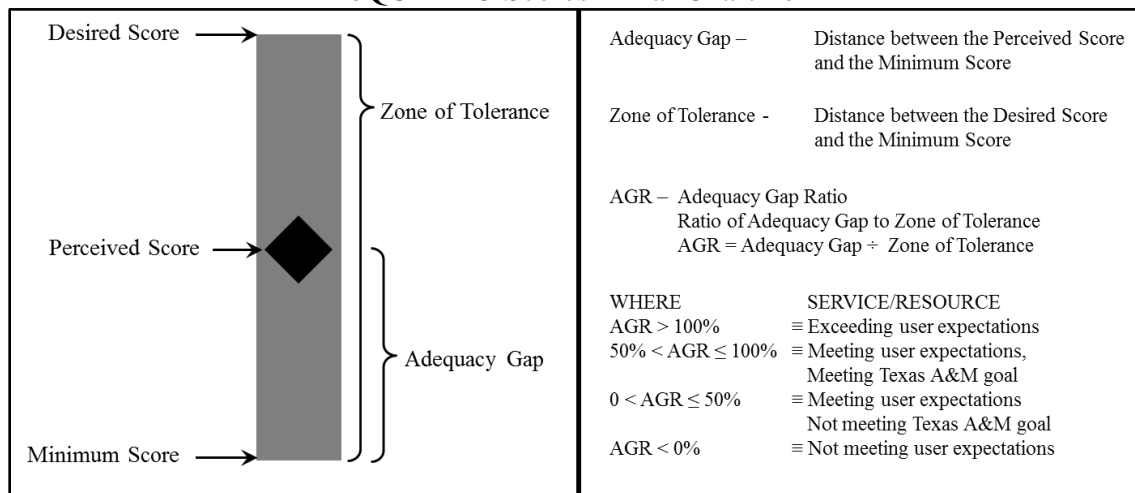 Desired Score
Zone of Tolerance
Perceived Score
Adequacy Gap
Minimum Score
Adequacy Gap – Distance between the Perceived Score
and the Minimum Score
Zone of Tolerance - Distance between the Desired Score
and the Minimum Score
AGR – Adequacy Gap Ratio
Ratio of Adequacy Gap to Zone of Tolerance
AGR = Adequacy Gap ÷ Zone of Tolerance
WHERE SERVICE/RESOURCE
AGR > 100% ≡ Exceeding user expectations
50% < AGR ≤ 100% ≡ Meeting user expectations,
Meeting Texas A&M goal
0 < AGR ≤ 50% ≡ Meeting user expectations
Not meeting Texas A&M goal
AGR < 0% ≡ Not meeting user expectations